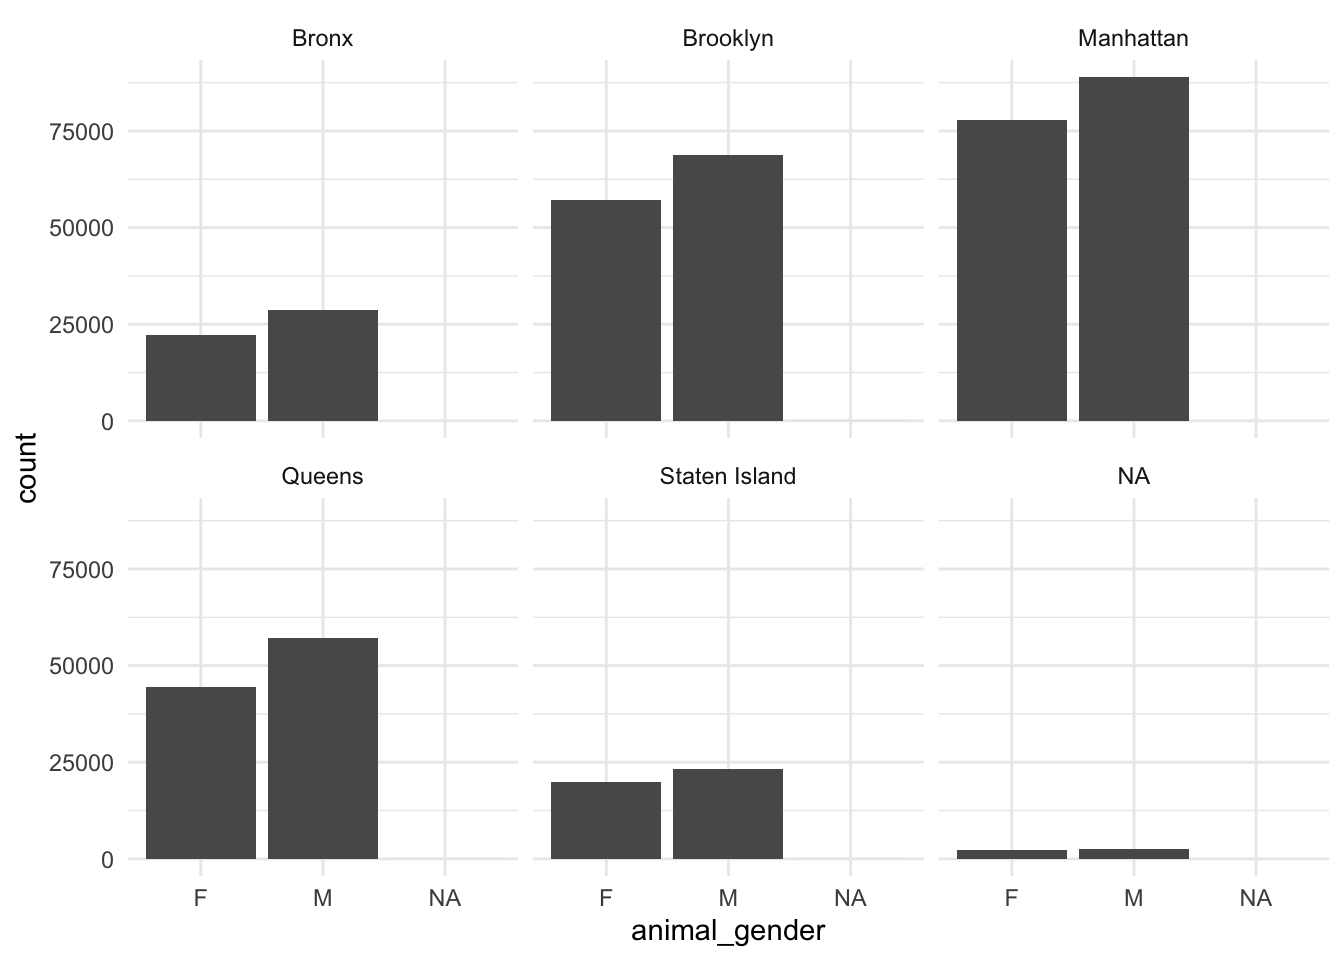 Bronx Brooklyn Manhattan
75000
50000
25000
0
count
Queens Staten Island NA
75000
50000
25000
0
F M NA F M NA F M NA
animal_gender